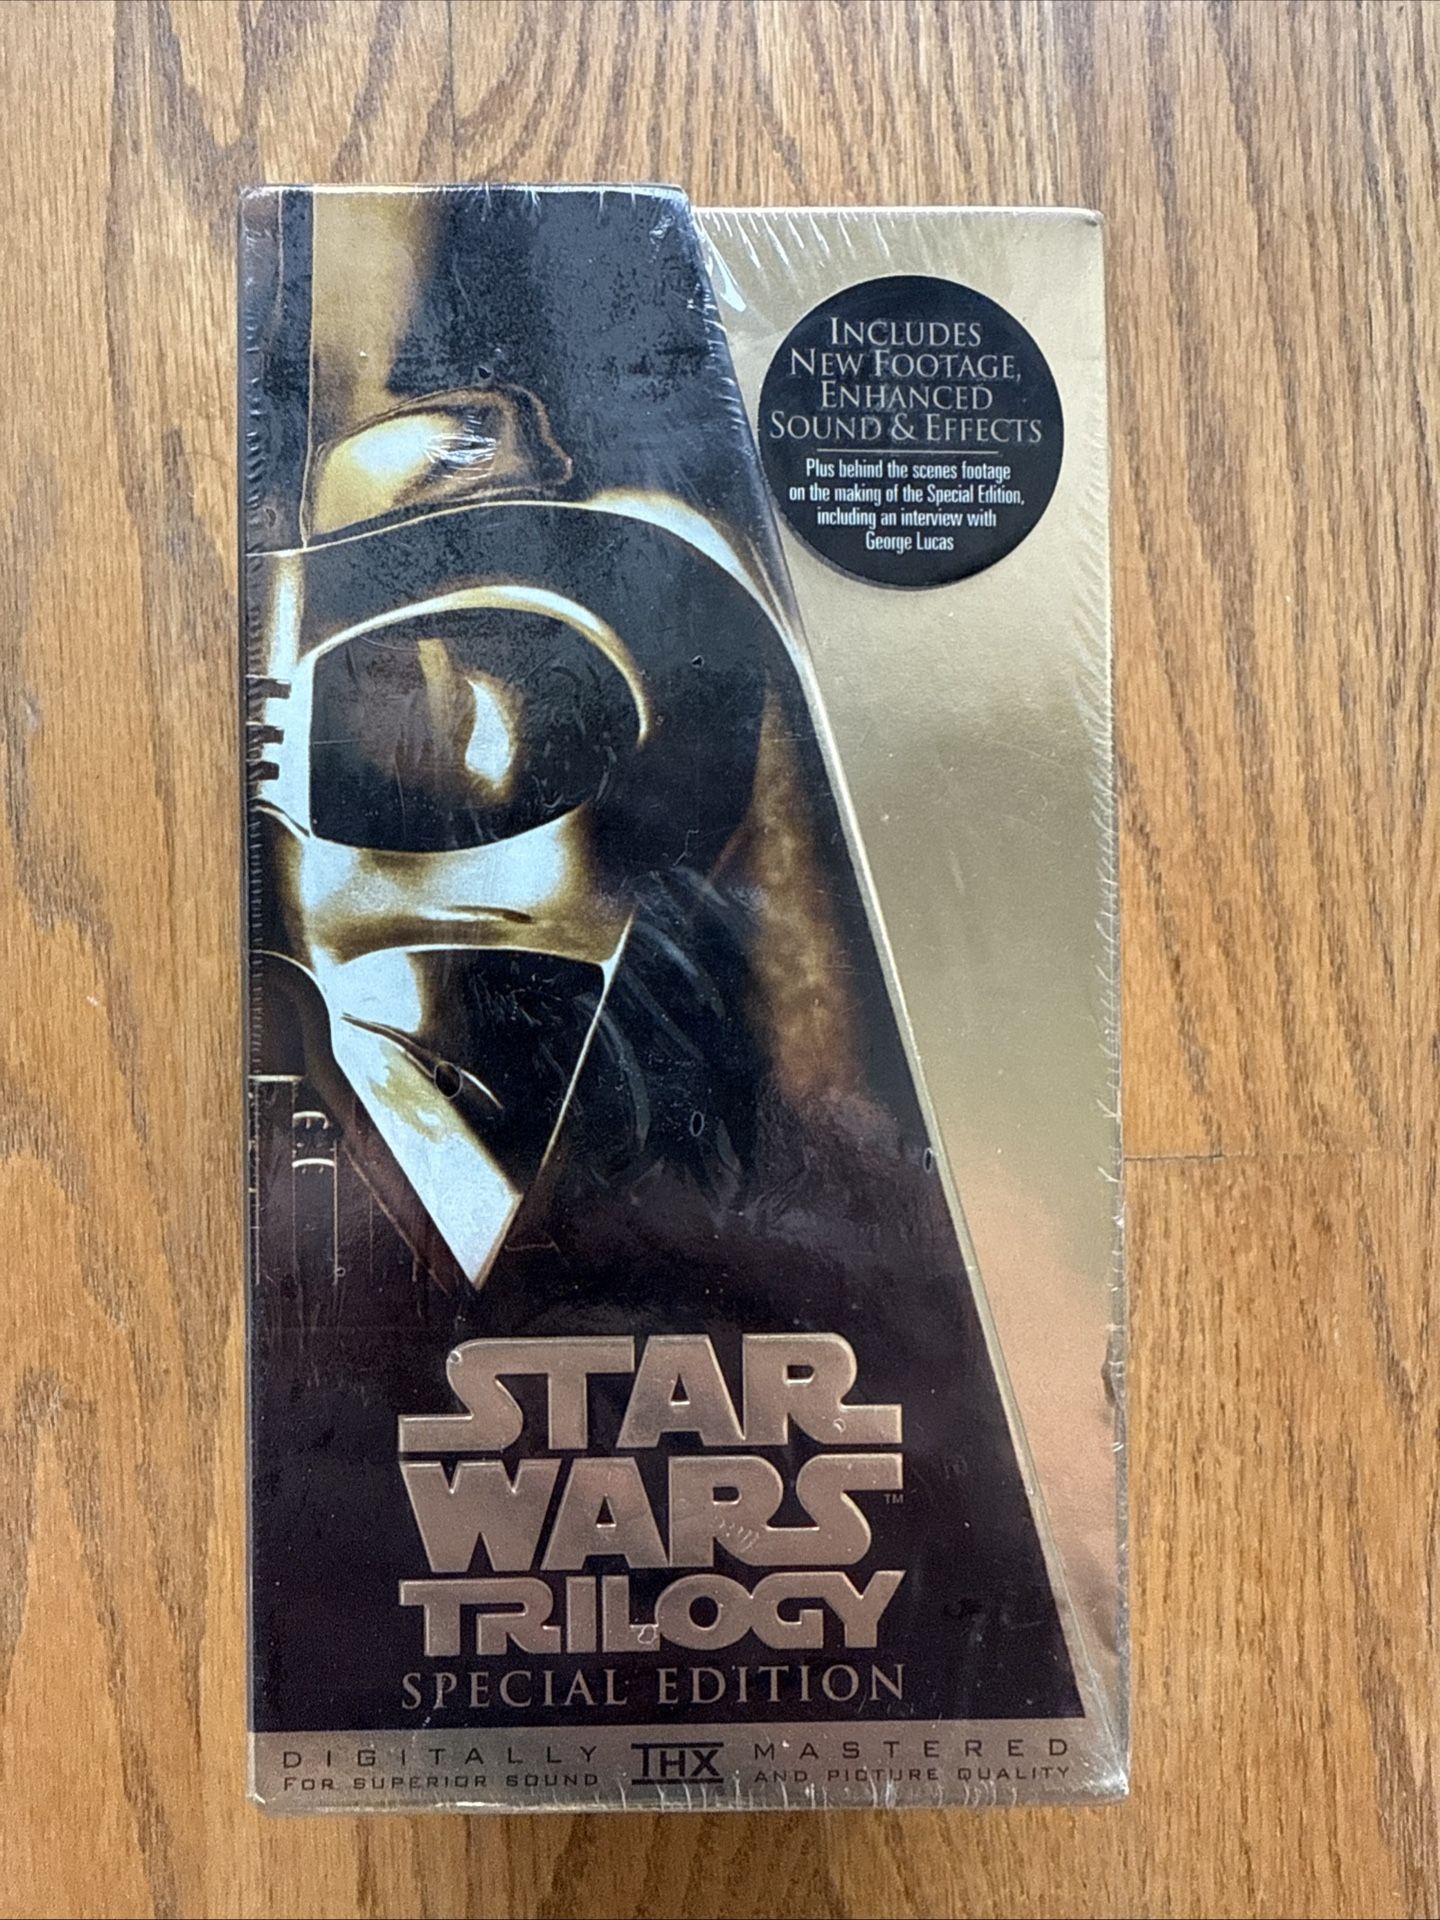 INCLUDES
NEW FOOTAGE,
ENHANCED
SOUND & EFFECTS
Plus behind the scenes footage
on the making of the Special Edition,
including an interview with
George Lucas
STAR
WARS™
TRILOGY
SPECIAL EDITION
DIGITALLY THX MASTERED
FOR SUPERIOR SOUND AND PICTURE QUALITY